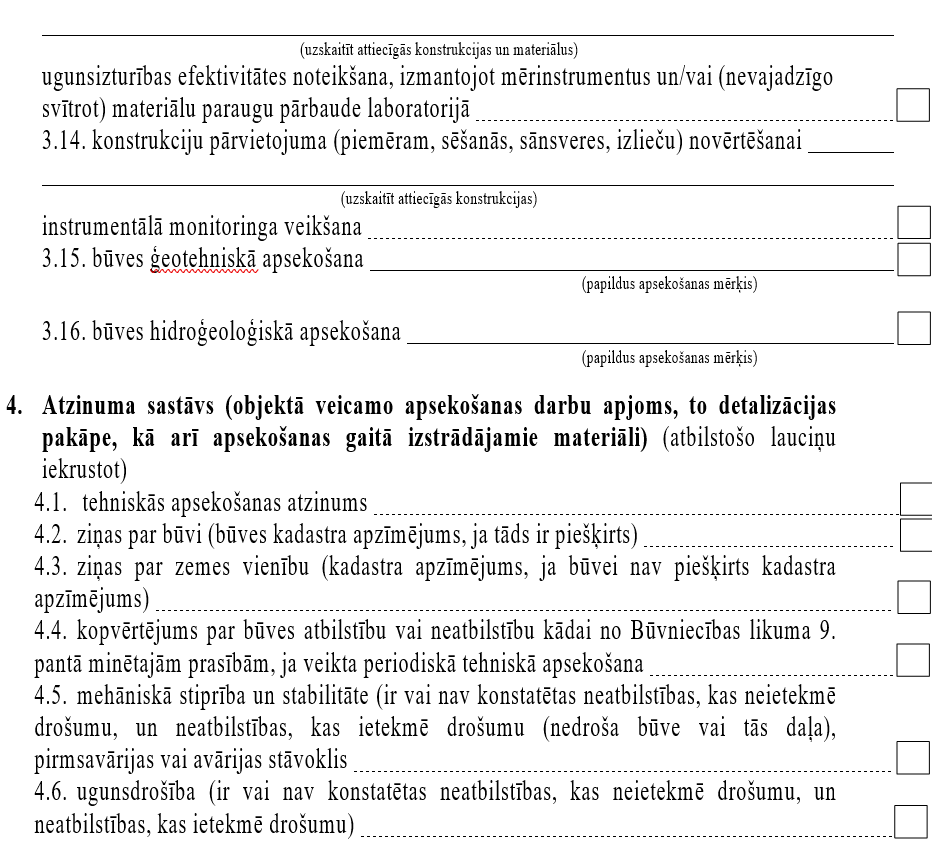 (uzskaitīt attiecīgās konstrukcijas un materiālus)
ugunsizturības efektivitātes noteikšana, izmantojot mērinstrumentus un/vai (nevajadzīgo
svītrot) materiālu paraugu pārbaude laboratorijā
3.14. konstrukciju pārvietojuma (piemēram, sēšanās, sānsveres, izlieču) novērtēšanai
(uzskaitīt attiecīgās konstrukcijas)
instrumentālā monitoringa veikšana
3.15. būves ģeotehniskā apsekošana
(papildus apsekošanas mērķis)
3.16. būves hidroģeoloģiskā apsekošana
(papildus apsekošanas mērķis)
4. Atzinuma sastāvs (objektā veicamo apsekošanas darbu apjoms, to detalizācijas
pakāpe, kā arī apsekošanas gaitā izstrādājamie materiāli) (atbilstošo lauciņu
iekrustot)
4.1. tehniskās apsekošanas atzinums
4.2. ziņas par būvi (būves kadastra apzīmējums, ja tāds ir piešķirts)
4.3. ziņas par zemes vienību (kadastra apzīmējums, ja būvei nav piešķirts kadastra
apzīmējums)
4.4. kopvērtējums par būves atbilstību vai neatbilstību kādai no Būvniecības likuma 9.
pantā minētajām prasībām, ja veikta periodiskā tehniskā apsekošana
4.5. mehāniskā stiprība un stabilitāte (ir vai nav konstatētas neatbilstības, kas neietekmē
drošumu, un neatbilstības, kas ietekmē drošumu (nedroša būve vai tās daļa),
pirmsavārijas vai avārijas stāvoklis
4.6. ugunsdrošība (ir vai nav konstatētas neatbilstības, kas neietekmē drošumu, un
neatbilstības, kas ietekmē drošumu)